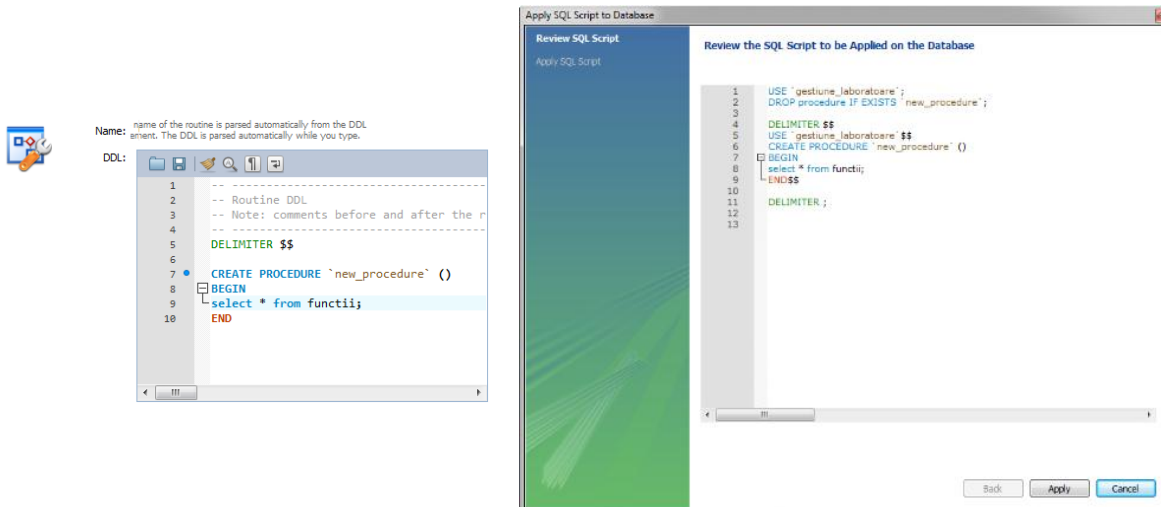 Name: name of the routine is parsed automatically from the DDL
ement. The DDL is parsed automatically while you type.
DDL:
1 -- --------------------------------------
2 -- Routine DDL
3 -- Note: comments before and after the r
4 -- --------------------------------------
5 DELIMITER $$
6
7 CREATE PROCEDURE `new_procedure` ()
8 BEGIN
9 select * from functii;
10 END
Apply SQL Script to Database
Review SQL Script
Apply SQL Script
Review the SQL Script to be Applied on the Database
1 USE `gestiune_laboratoare`;
2 DROP procedure IF EXISTS `new_procedure`;
3
4 DELIMITER $$
5 USE `gestiune_laboratoare`$$
6 CREATE PROCEDURE `new_procedure` ()
7 BEGIN
8 select * from functii;
9 END$$
10
11 DELIMITER ;
12
13
Back Apply Cancel